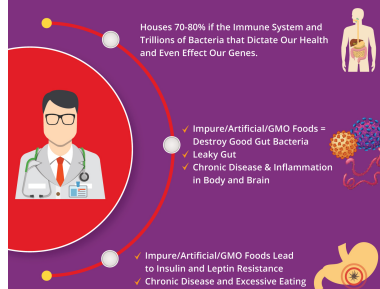 Houses 70-80% if the Immune System and
Trillions of Bacteria that Dictate Our Health
and Even Effect Our Genes.
✓ Impure/Artificial/GMO Foods =
Destroy Good Gut Bacteria
✓ Leaky Gut
✓ Chronic Disease & Inflammation
in Body and Brain
✓ Impure/Artificial/GMO Foods Lead
to Insulin and Leptin Resistance
✓ Chronic Disease and Excessive Eating